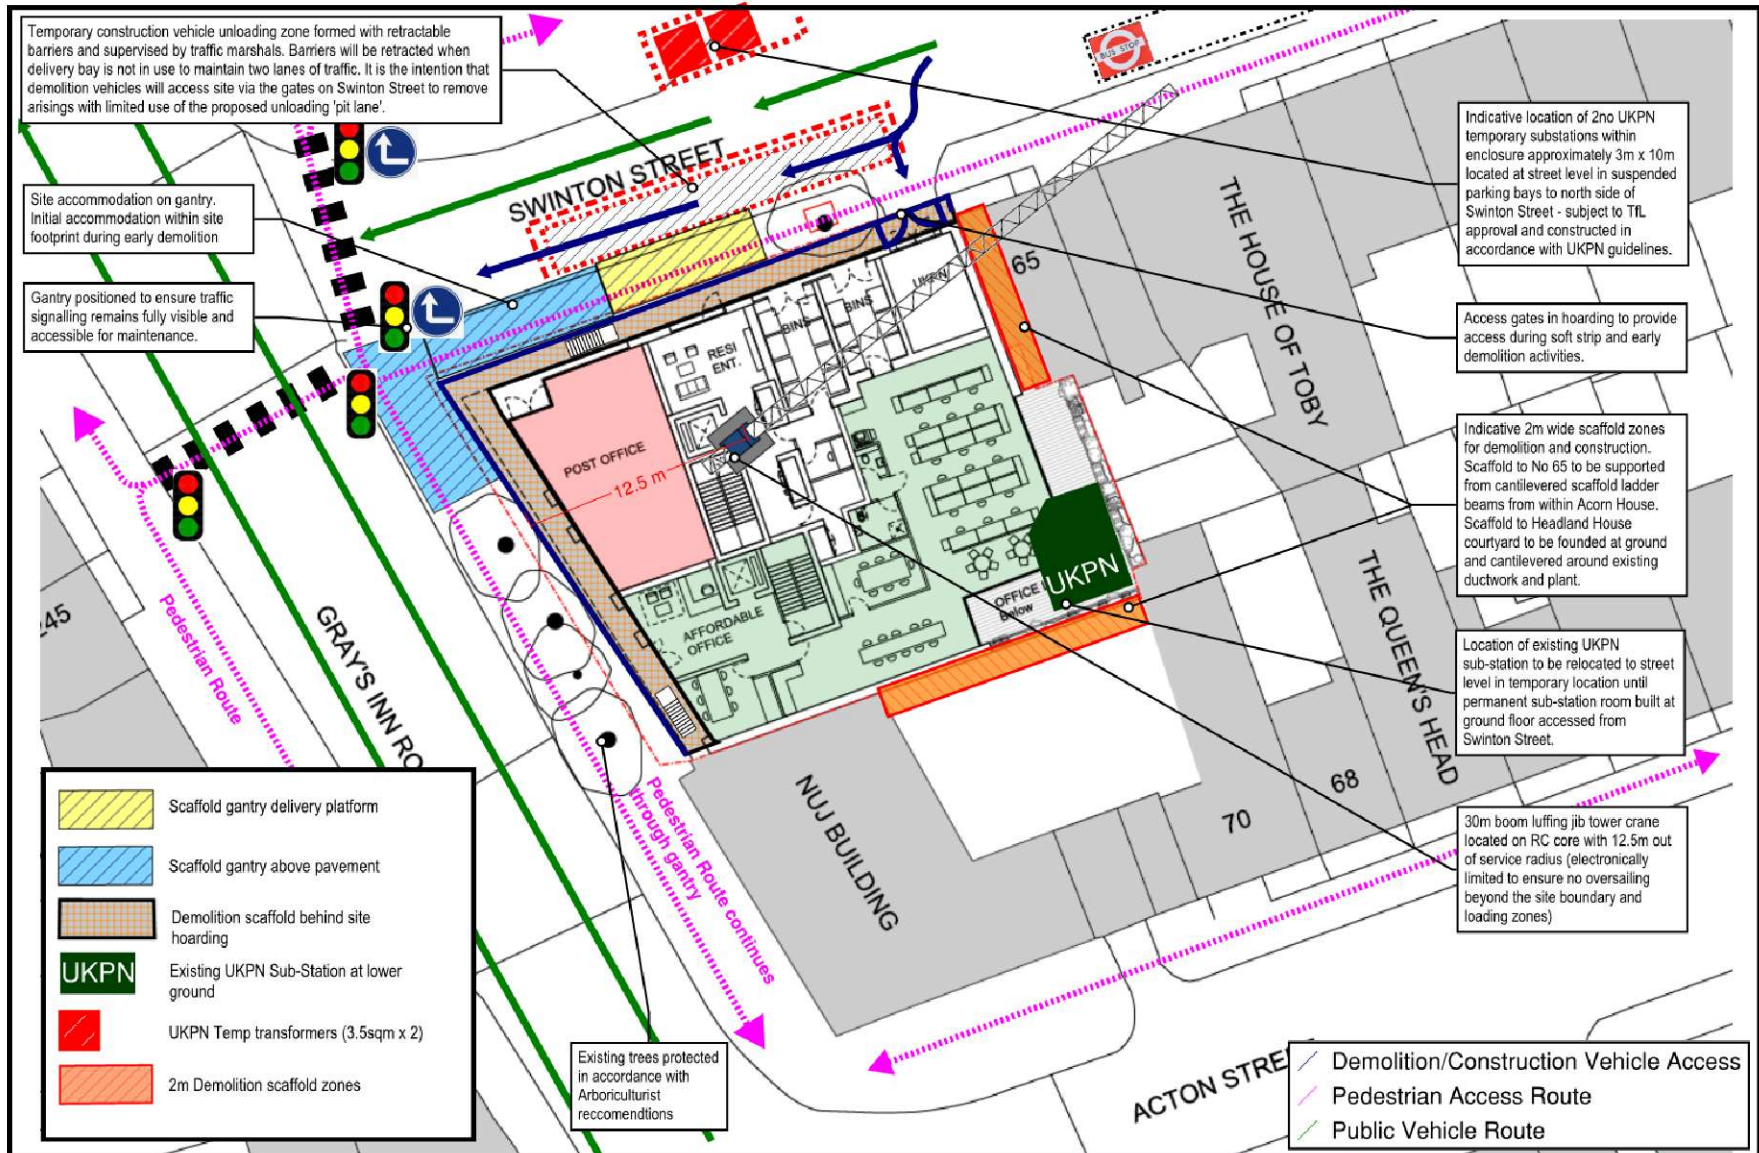 Temporary construction vehicle unloading zone formed with retractable
barriers and supervised by traffic marshals. Barriers will be retracted when
delivery bay is not in use to maintain two lanes of traffic. It is the intention that
demolition vehicles will access site via the gates on Swinton Street to remove
arisings with limited use of the proposed unloading 'pit lane'.
BUS STOP
Indicative location of 2no UKPN
temporary substations within
enclosure approximately 3m x 10m
located at street level in suspended
parking bays to north side of
Swinton Street - subject to TfL
approval and constructed in
accordance with UKPN guidelines.
Site accommodation on gantry.
Initial accommodation within site
footprint during early demolition
Gantry positioned to ensure traffic
signalling remains fully visible and
accessible for maintenance.
SWINTON STREET
THE HOUSE OF TOBY
65
UKPN
BINS
BINS
RESI
ENT.
POST OFFICE
12.5 m
Access gates in hoarding to provide
access during soft strip and early
demolition activities.
Indicative 2m wide scaffold zones
for demolition and construction.
Scaffold to No 65 to be supported
from cantilevered scaffold ladder
beams from within Acorn House.
Scaffold to Headland House
courtyard to be founded at ground
and cantilevered around existing
ductwork and plant.
UKPN
OFFICE
below
AFFORDABLE
OFFICE
THE QUEEN'S HEAD
245
Pedestrian Route
GRAY'S INN RO
Location of existing UKPN
sub-station to be relocated to street
level in temporary location until
permanent sub-station room built at
ground floor accessed from
Swinton Street.
NUJ BUILDING
68
70
Pedestrian Route continues
through gantry
30m boom luffing jib tower crane
located on RC core with 12.5m out
of service radius (electronically
limited to ensure no oversailing
beyond the site boundary and
loading zones)
Scaffold gantry delivery platform
Scaffold gantry above pavement
Demolition scaffold behind site
hoarding
UKPN
Existing UKPN Sub-Station at lower
ground
UKPN Temp transformers (3.5sqm x 2)
2m Demolition scaffold zones
Existing trees protected
in accordance with
Arboriculturist
reccomendtions
ACTON STREE
Demolition/Construction Vehicle Access
Pedestrian Access Route
Public Vehicle Route